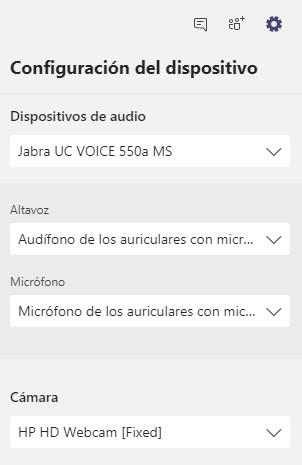 Configuración del dispositivo
Dispositivos de audio
Jabra UC VOICE 550a MS
Altavoz
Audífono de los auriculares con micr...
Micrófono
Micrófono de los auriculares con mic...
Cámara
HP HD Webcam [Fixed]